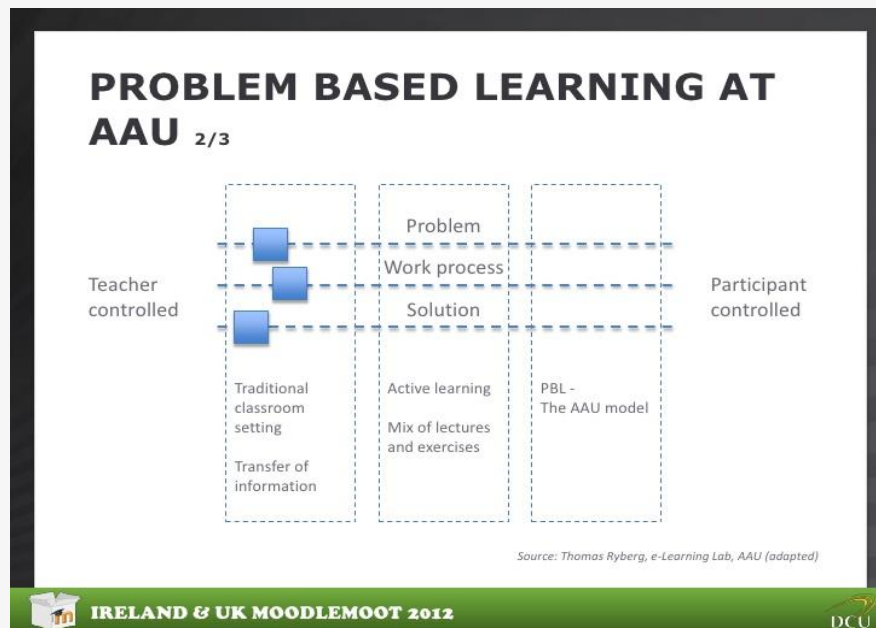 PROBLEM BASED LEARNING AT
AAU 2/3
Problem
Work process
Solution
Teacher
controlled
Participant
controlled
Traditional
classroom
setting
Transfer of
information
Active learning
Mix of lectures
and exercises
PBL -
The AAU model
Source: Thomas Ryberg, e-Learning Lab, AAU (adapted)
m
IRELAND & UK MOODLEMOOT 2012
DCU